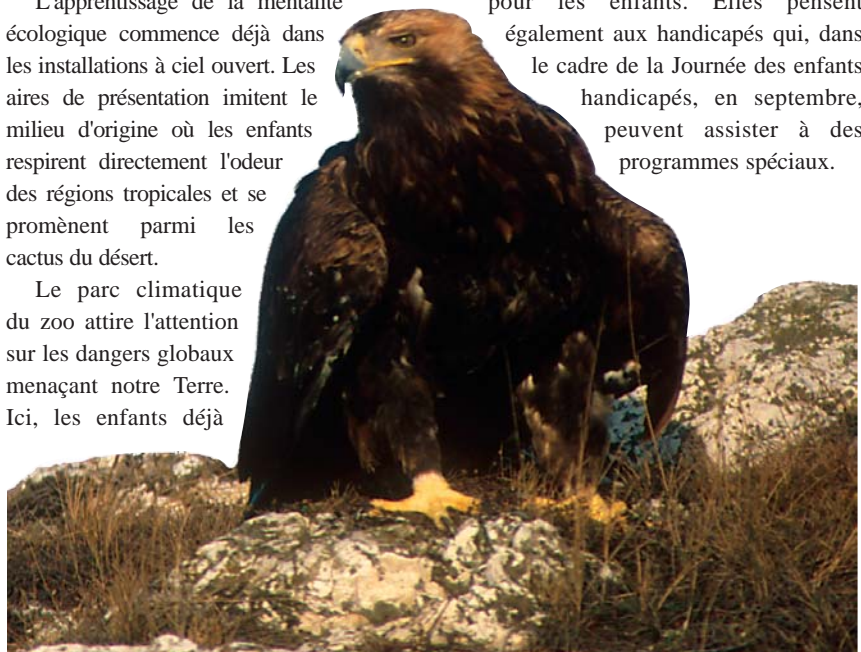 L'apprentissage de la mentalité
écologique commence déjà dans
les installations à ciel ouvert. Les
aires de présentation imitent le
milieu d'origine où les enfants
respirent directement l'odeur
des régions tropicales et se
promènent parmi les
cactus du désert.
Le parc climatique
du zoo attire l'attention
sur les dangers globaux
menaçant notre Terre.
Ici, les enfants déjà
pour les enfants. Elles pensent
également aux handicapés qui, dans
le cadre de la Journée des enfants
handicapés, en septembre,
peuvent assister à des
programmes spéciaux.